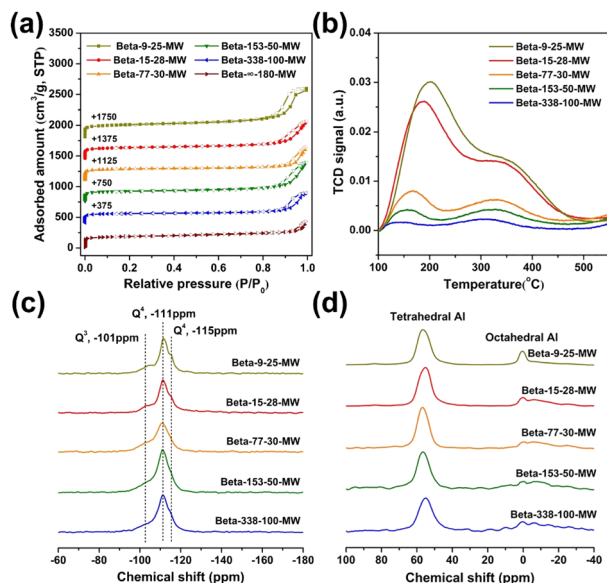 (a)
Adsorbed amount (cm³/g, STP)
3500
3000
2500
2000
1500
1000
500
0
Beta-9-25-MW
Beta-15-28-MW
Beta-77-30-MW
Beta-153-50-MW
Beta-338-100-MW
Beta-∞-180-MW
+1750
+1375
+1125
+750
+375
0.0 0.2 0.4 0.6 0.8 1.0
Relative pressure (P/P₀)
(b)
TCD signal (a.u.)
0.04
0.03
0.02
0.01
0.00
Beta-9-25-MW
Beta-15-28-MW
Beta-77-30-MW
Beta-153-50-MW
Beta-338-100-MW
100 200 300 400 500
Temperature(°C)
(c)
Q⁴, -111ppm
Q³, -101ppm
Q⁴, -115ppm
Beta-9-25-MW
Beta-15-28-MW
Beta-77-30-MW
Beta-153-50-MW
Beta-338-100-MW
-60 -80 -100 -120 -140 -160 -180
Chemical shift (ppm)
(d)
Tetrahedral Al
Octahedral Al
Beta-9-25-MW
Beta-15-28-MW
Beta-77-30-MW
Beta-153-50-MW
Beta-338-100-MW
100 80 60 40 20 0 -20 -40
Chemical shift (ppm)